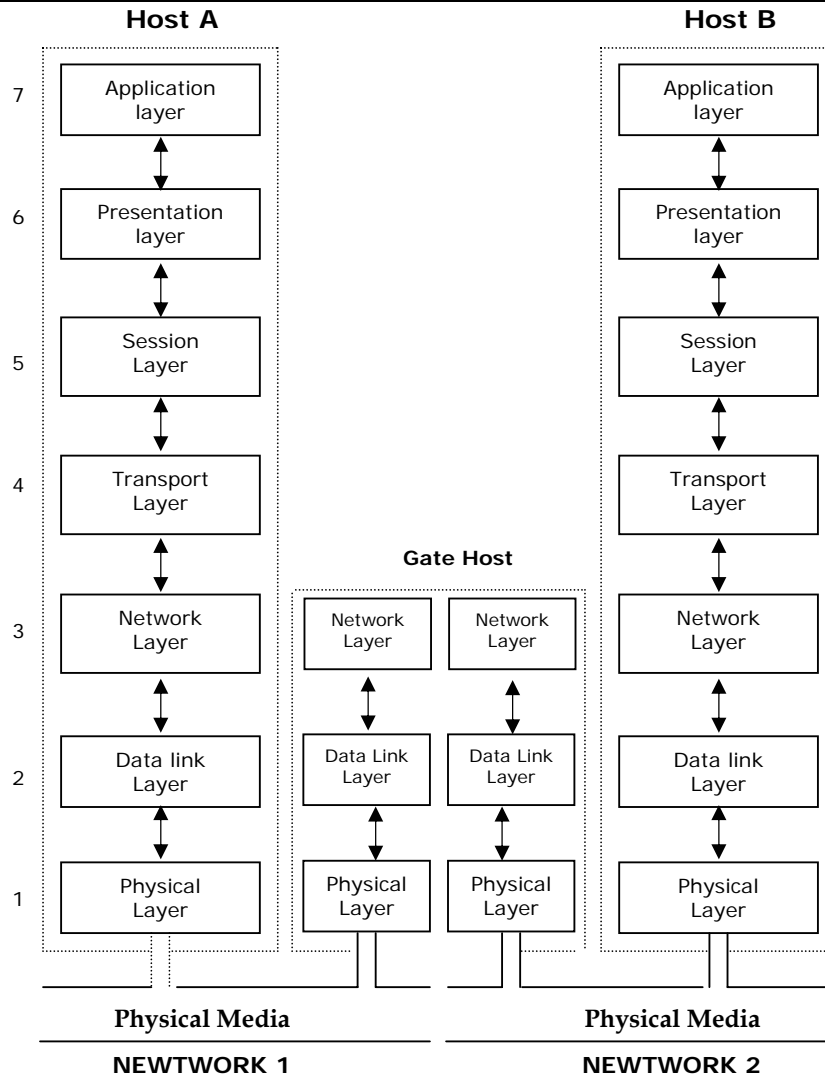 Host A
Host B
7
Application
layer
Application
layer
6
Presentation
layer
Presentation
layer
5
Session
Layer
Session
Layer
4
Transport
Layer
Transport
Layer
Gate Host
3
Network
Layer
Network
Layer
Network
Layer
Network
Layer
2
Data link
Layer
Data Link
Layer
Data Link
Layer
Data link
Layer
1
Physical
Layer
Physical
Layer
Physical
Layer
Physical
Layer
Physical Media
Physical Media
NEWTWORK 1
NEWTWORK 2